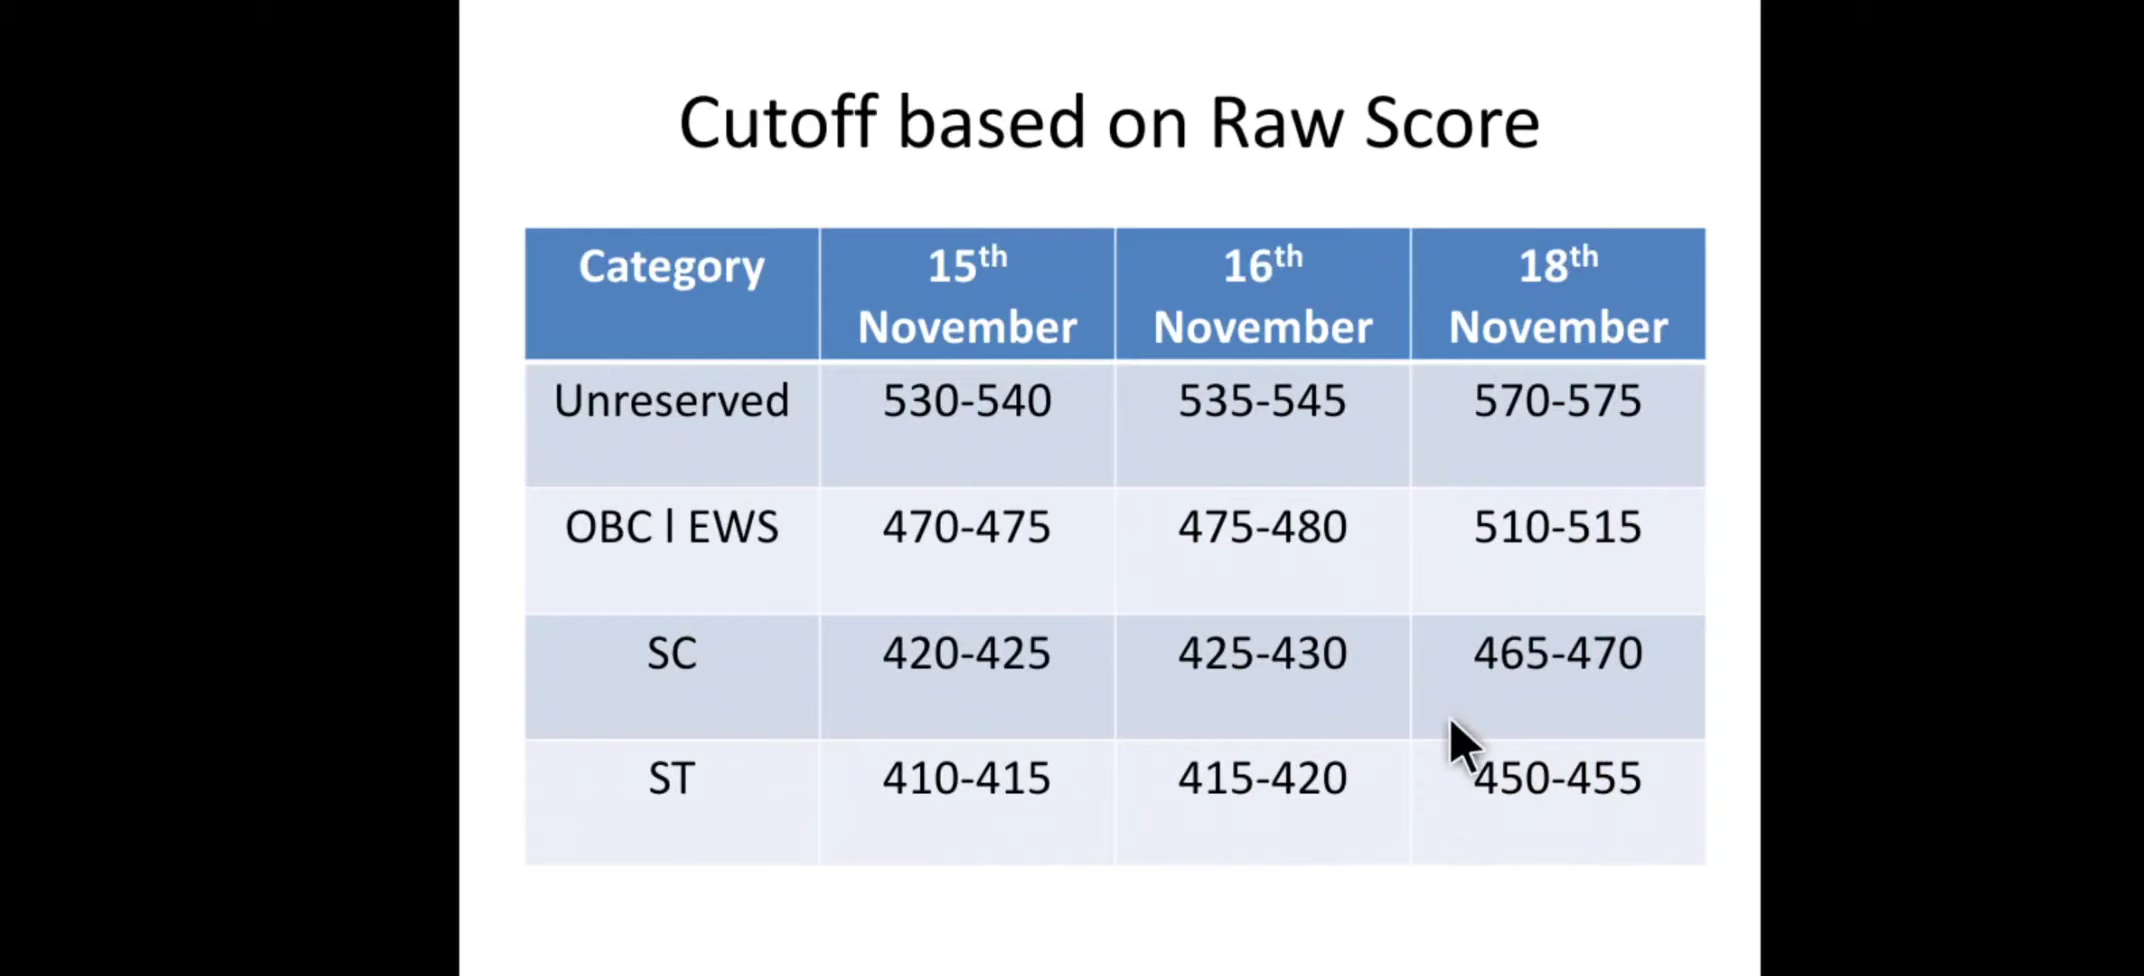 Cutoff based on Raw Score
Category 15th November 16th November 18th November
Unreserved 530-540 535-545 570-575
OBC l EWS 470-475 475-480 510-515
SC 420-425 425-430 465-470
ST 410-415 415-420 450-455